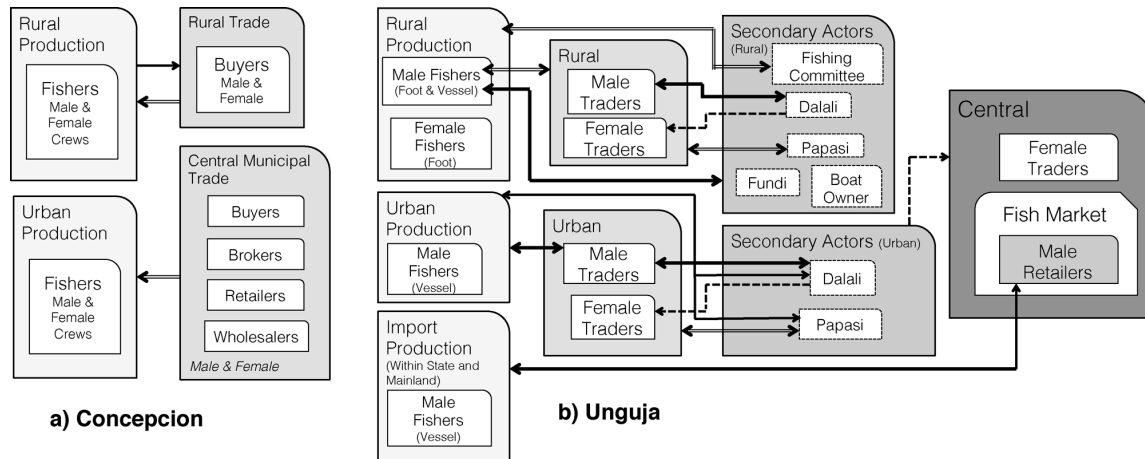 Rural
Production
Fishers
Male &
Female
Crews
Rural Trade
Buyers
Male &
Female
Urban
Production
Fishers
Male &
Female
Crews
Central Municipal
Trade
Buyers
Brokers
Retailers
Wholesalers
Male & Female
a) Concepcion
Rural
Production
Male Fishers
(Foot & Vessel)
Female
Fishers
(Foot)
Rural
Male
Traders
Female
Traders
Secondary Actors
(Rural)
Fishing
Committee
Dalali
Papasi
Fundi
Boat
Owner
Urban
Production
Male
Fishers
(Vessel)
Urban
Male
Traders
Female
Traders
Secondary Actors (Urban)
Dalali
Papasi
Import
Production
(Within State and
Mainland)
Male
Fishers
(Vessel)
Central
Female
Traders
Fish Market
Male
Retailers
b) Unguja